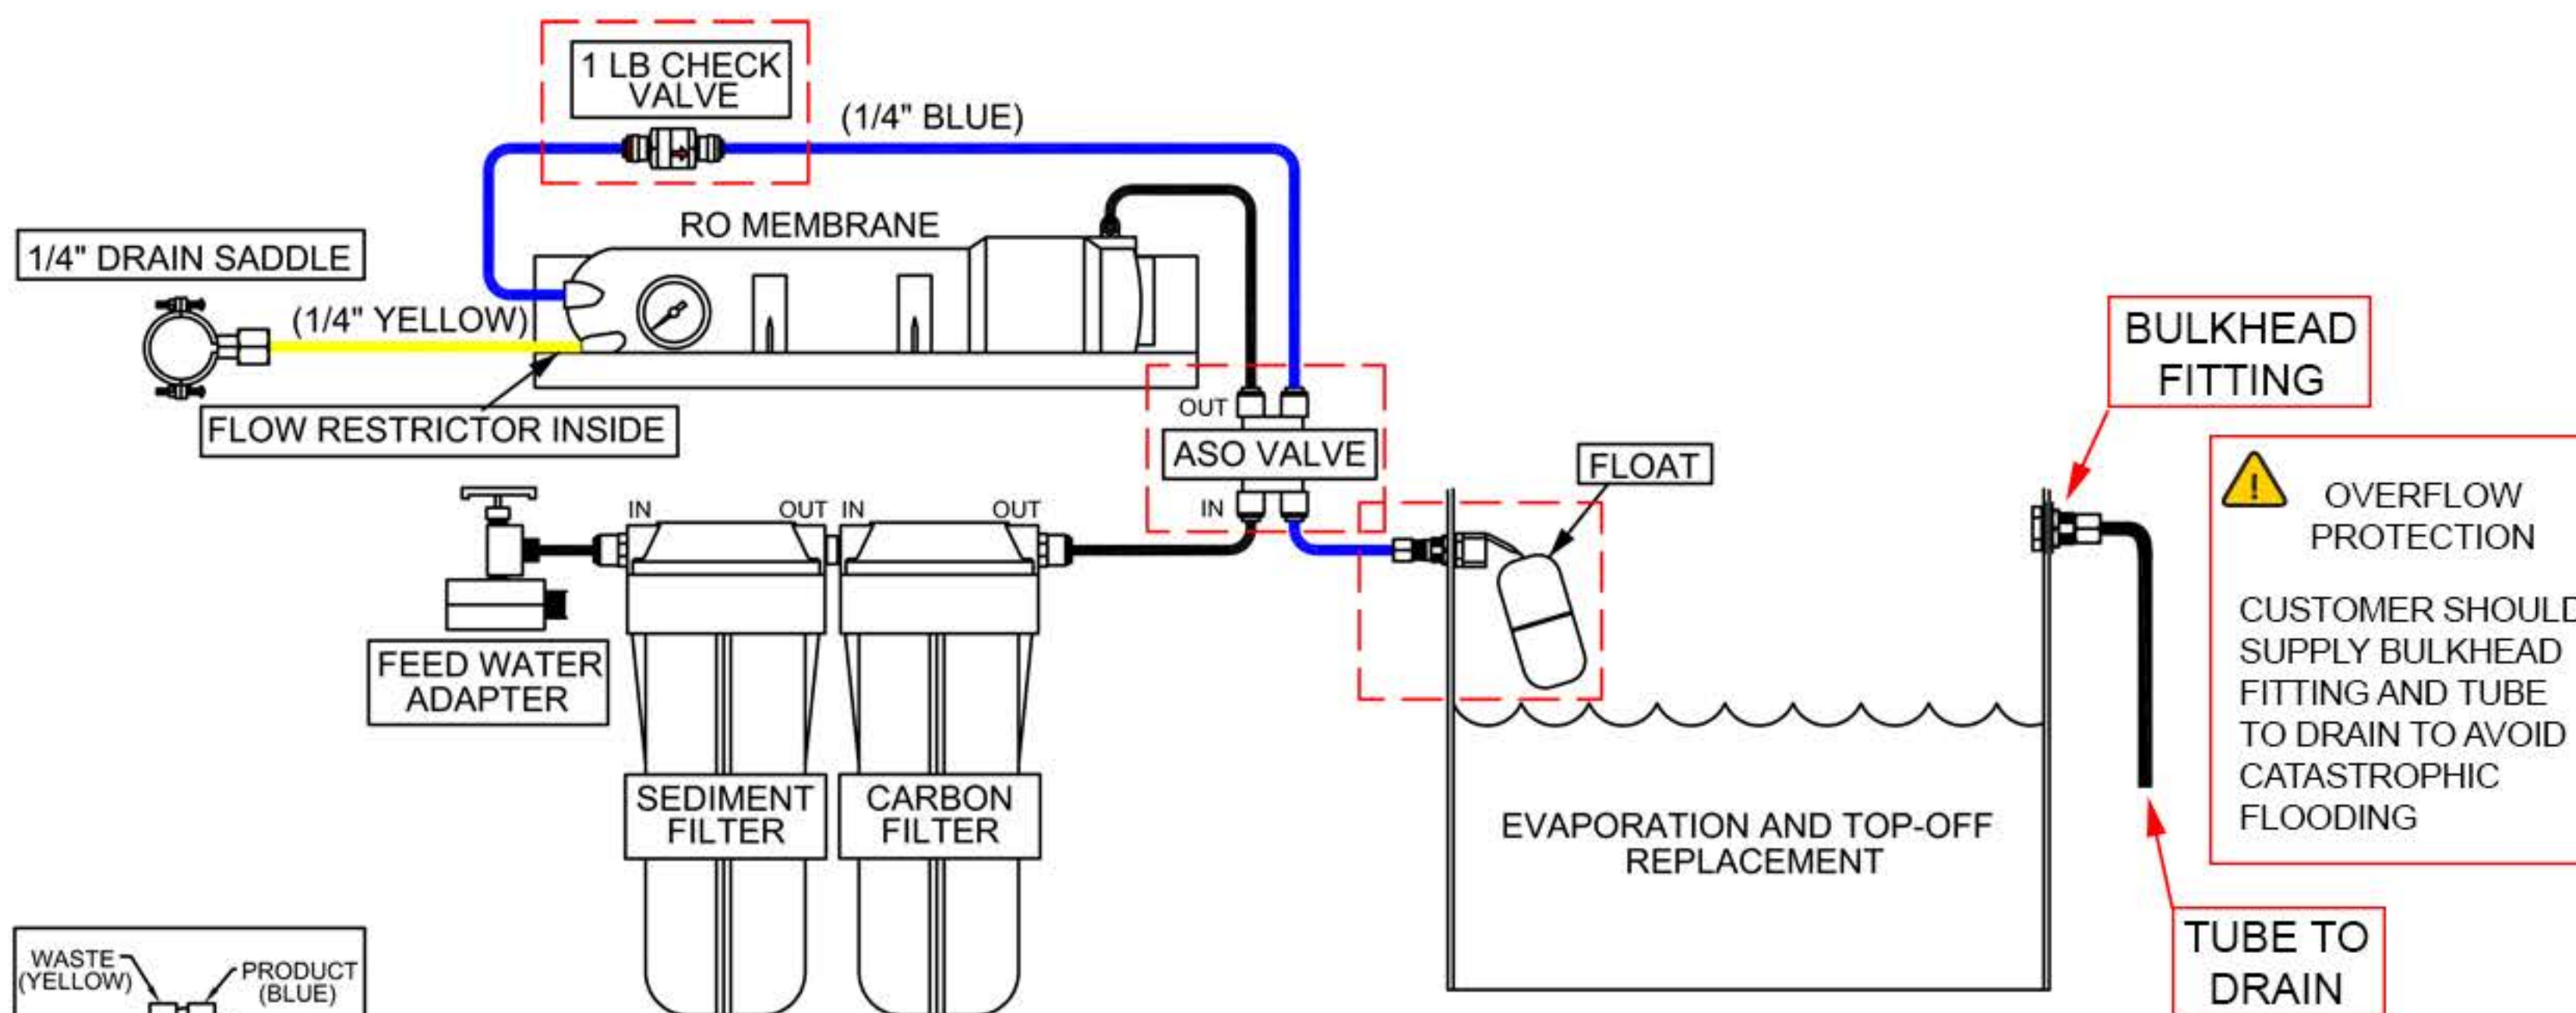 1 LB CHECK
VALVE
(1/4" BLUE)
RO MEMBRANE
1/4" DRAIN SADDLE
(1/4" YELLOW)
FLOW RESTRICTOR INSIDE
OUT
ASO VALVE
IN
FLOAT
BULKHEAD
FITTING
!
OVERFLOW
PROTECTION
CUSTOMER SHOULD
SUPPLY BULKHEAD
FITTING AND TUBE
TO DRAIN TO AVOID
CATASTROPHIC
FLOODING
IN
OUT
IN
OUT
FEED WATER
ADAPTER
SEDIMENT
FILTER
CARBON
FILTER
EVAPORATION AND TOP-OFF
REPLACEMENT
TUBE TO
DRAIN
WASTE
(YELLOW)
PRODUCT
(BLUE)